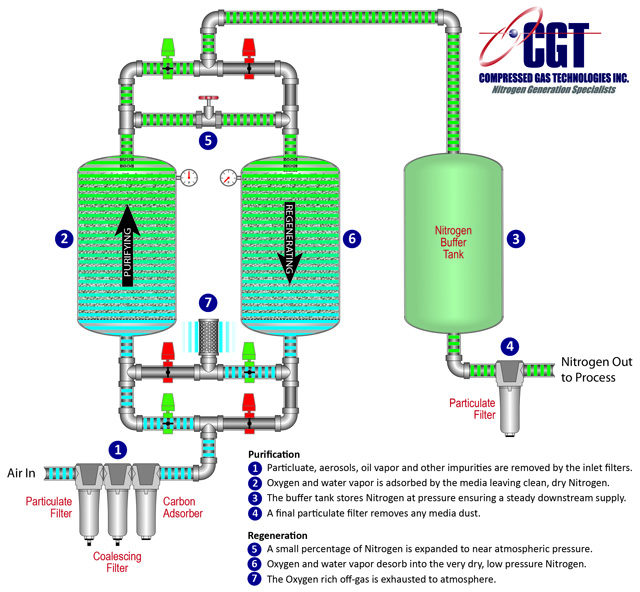 CGT
COMPRESSED GAS TECHNOLOGIES INC.
Nitrogen Generation Specialists
5
PURIFYING
REGENERATING
2
6
Nitrogen
Buffer
Tank
3
7
4
Nitrogen Out
to Process
Particulate
Filter
1
Air In
Particulate
Filter
Coalescing
Filter
Carbon
Adsorber
Purification
1 Particluate, aerosols, oil vapor and other impurities are removed by the inlet filters.
2 Oxygen and water vapor is adsorbed by the media leaving clean, dry Nitrogen.
3 The buffer tank stores Nitrogen at pressure ensuring a steady downstream supply.
4 A final particulate filter removes any media dust.
Regeneration
5 A small percentage of Nitrogen is expanded to near atmospheric pressure.
6 Oxygen and water vapor desorb into the very dry, low pressure Nitrogen.
7 The Oxygen rich off-gas is exhausted to atmosphere.